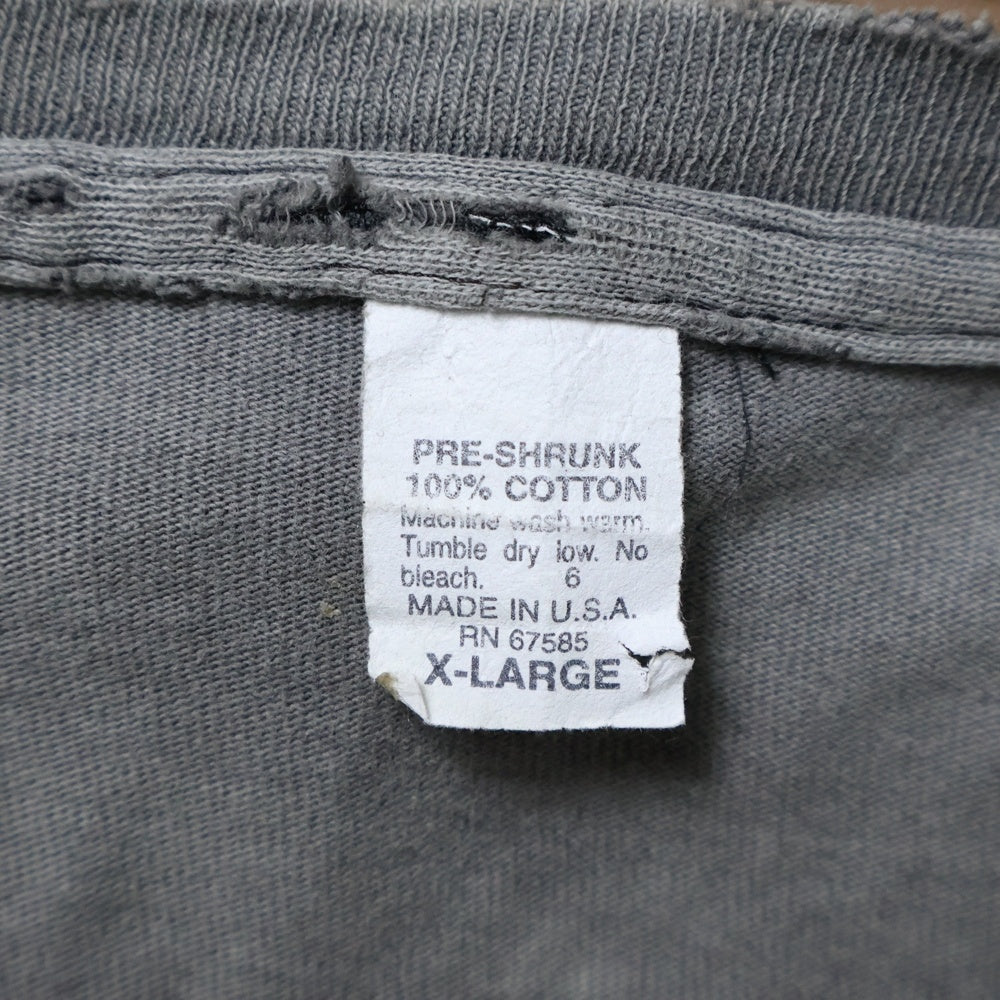 PRE-SHRUNK
100% COTTON
Machine wash warm.
Tumble dry low. No
bleach. 6
MADE IN U.S.A.
RN 67585
X-LARGE